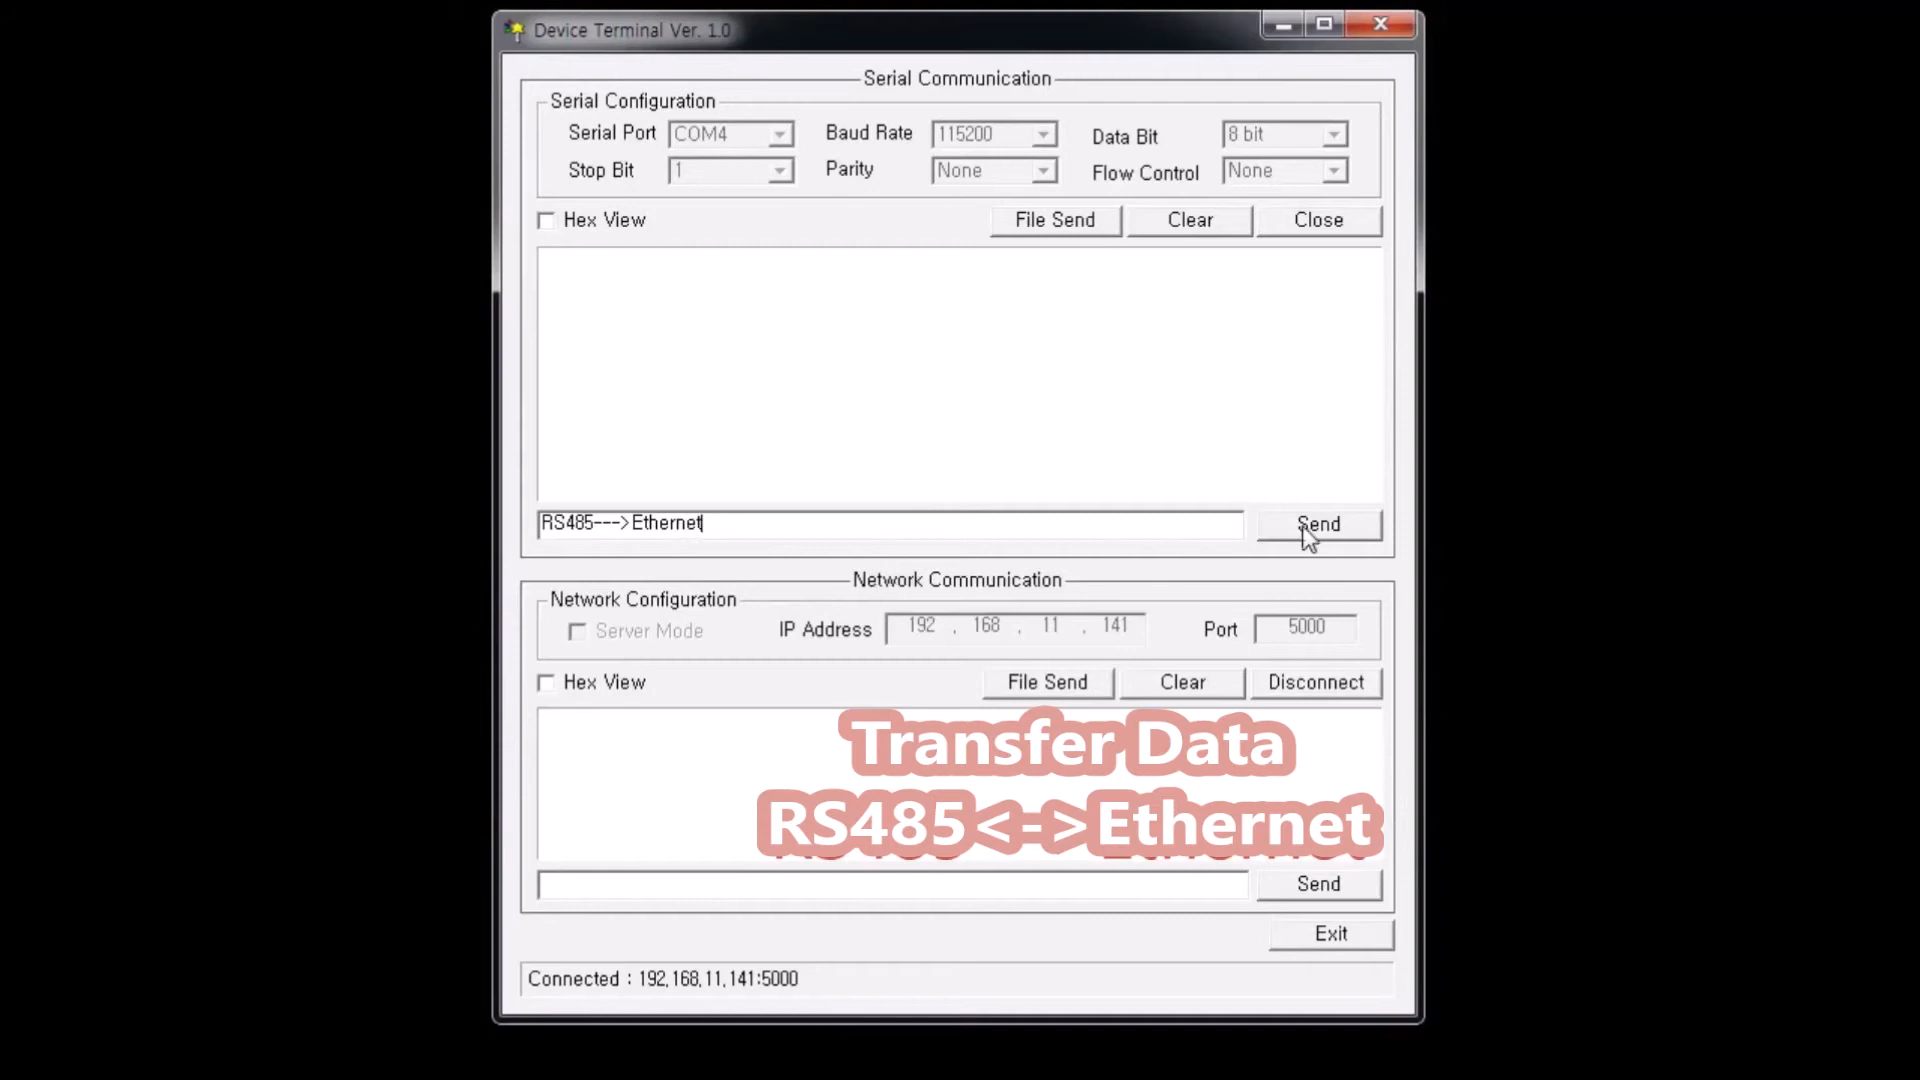 Device Terminal Ver. 1.0
Serial Communication
Serial Configuration
Serial Port COM4 Baud Rate 115200 Data Bit 8 bit
Stop Bit 1 Parity None Flow Control None
Hex View File Send Clear Close
RS485--->Ethernet Send
Network Communication
Network Configuration
Server Mode IP Address 192 . 168 . 11 . 141 Port 5000
Hex View File Send Clear Disconnect
Transfer Data
RS485<->Ethernet
Send
Exit
Connected : 192.168.11.141:5000